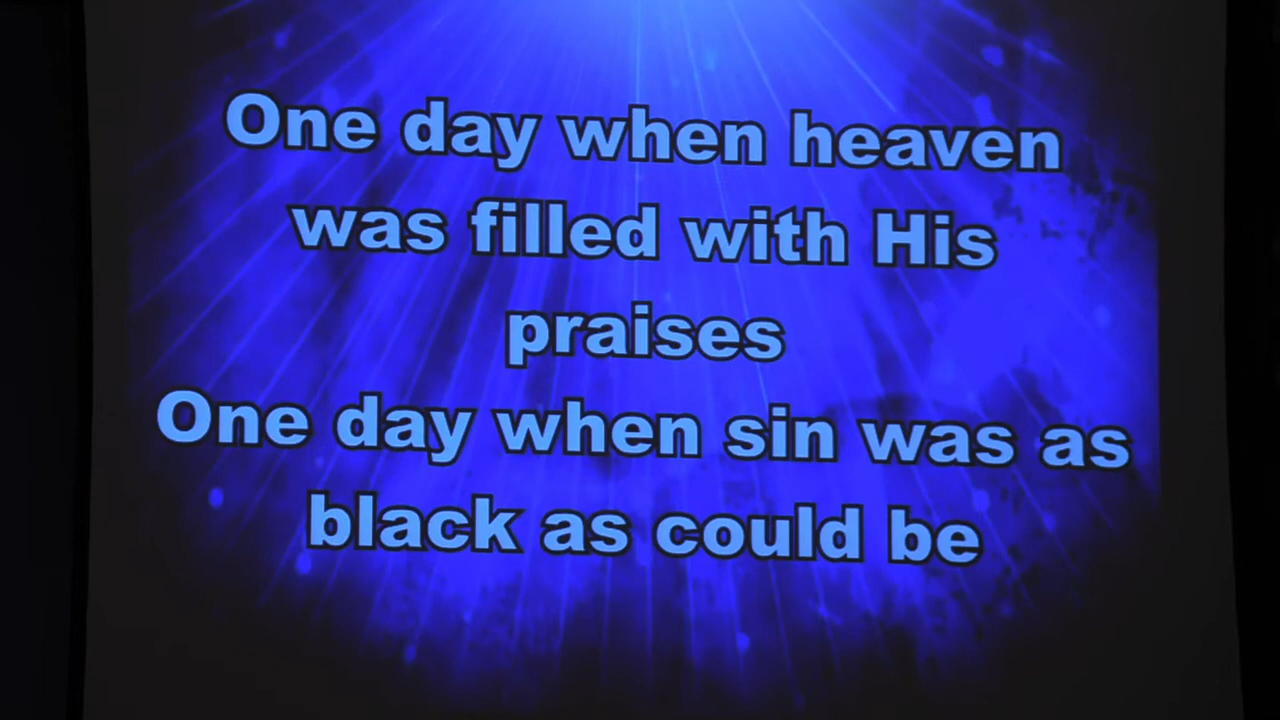 One day when heaven
was filled with His
praises
One day when sin was as
black as could be